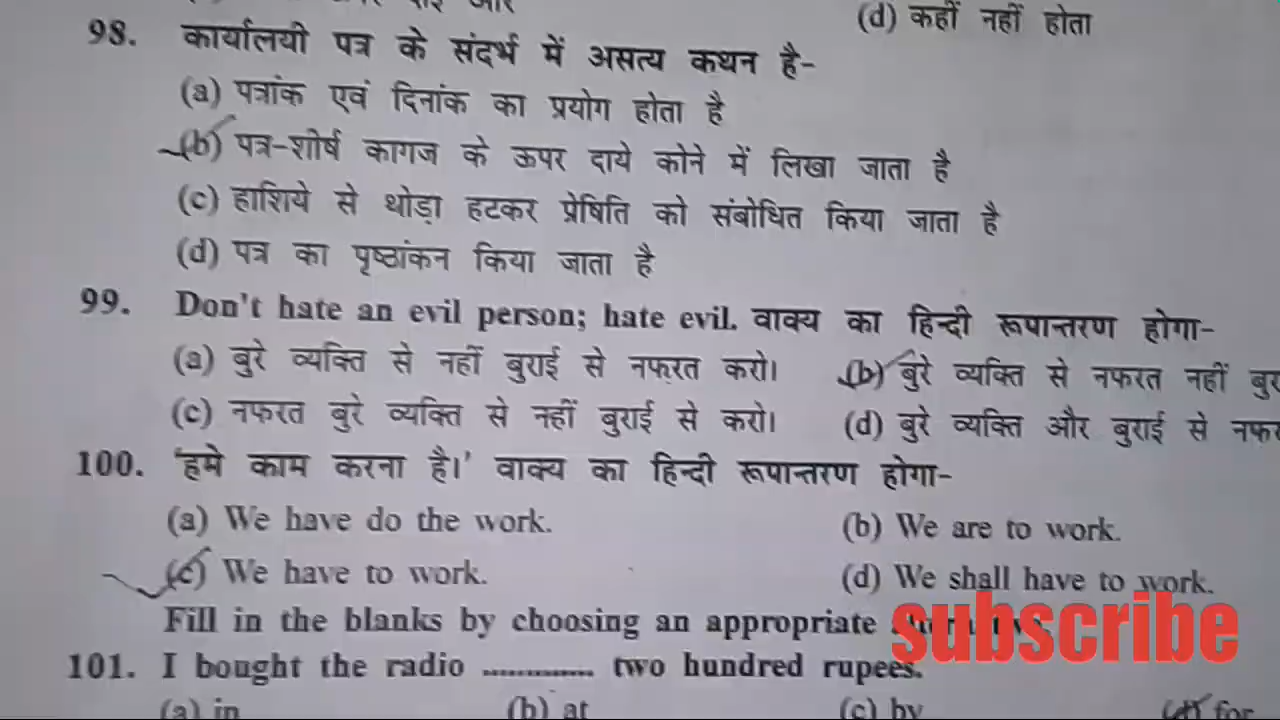 (d) कहीं नहीं होता
98. कार्यालयी पत्र के संदर्भ में असत्य कथन है-
(a) पत्रांक एवं दिनांक का प्रयोग होता है
(b) पत्र-शीर्ष कागज के ऊपर दाये कोने में लिखा जाता है
(c) हाशिये से थोड़ा हटकर प्रेषिति को संबोधित किया जाता है
(d) पत्र का पृष्ठांकन किया जाता है
99. Don't hate an evil person; hate evil. वाक्य का हिन्दी रूपान्तरण होगा-
(a) बुरे व्यक्ति से नहीं बुराई से नफरत करो। (b) बुरे व्यक्ति से नफरत नहीं
(c) नफरत बुरे व्यक्ति से नहीं बुराई से करो। (d) बुरे व्यक्ति और बुराई से
100. 'हमे काम करना है।' वाक्य का हिन्दी रूपान्तरण होगा-
(a) We have do the work. (b) We are to work.
(c) We have to work. (d) We shall have to work.
Fill in the blanks by choosing an appropriate
subscribe
101. I bought the radio ............. two hundred rupees.
(a) in (b) at (c) by (d) for